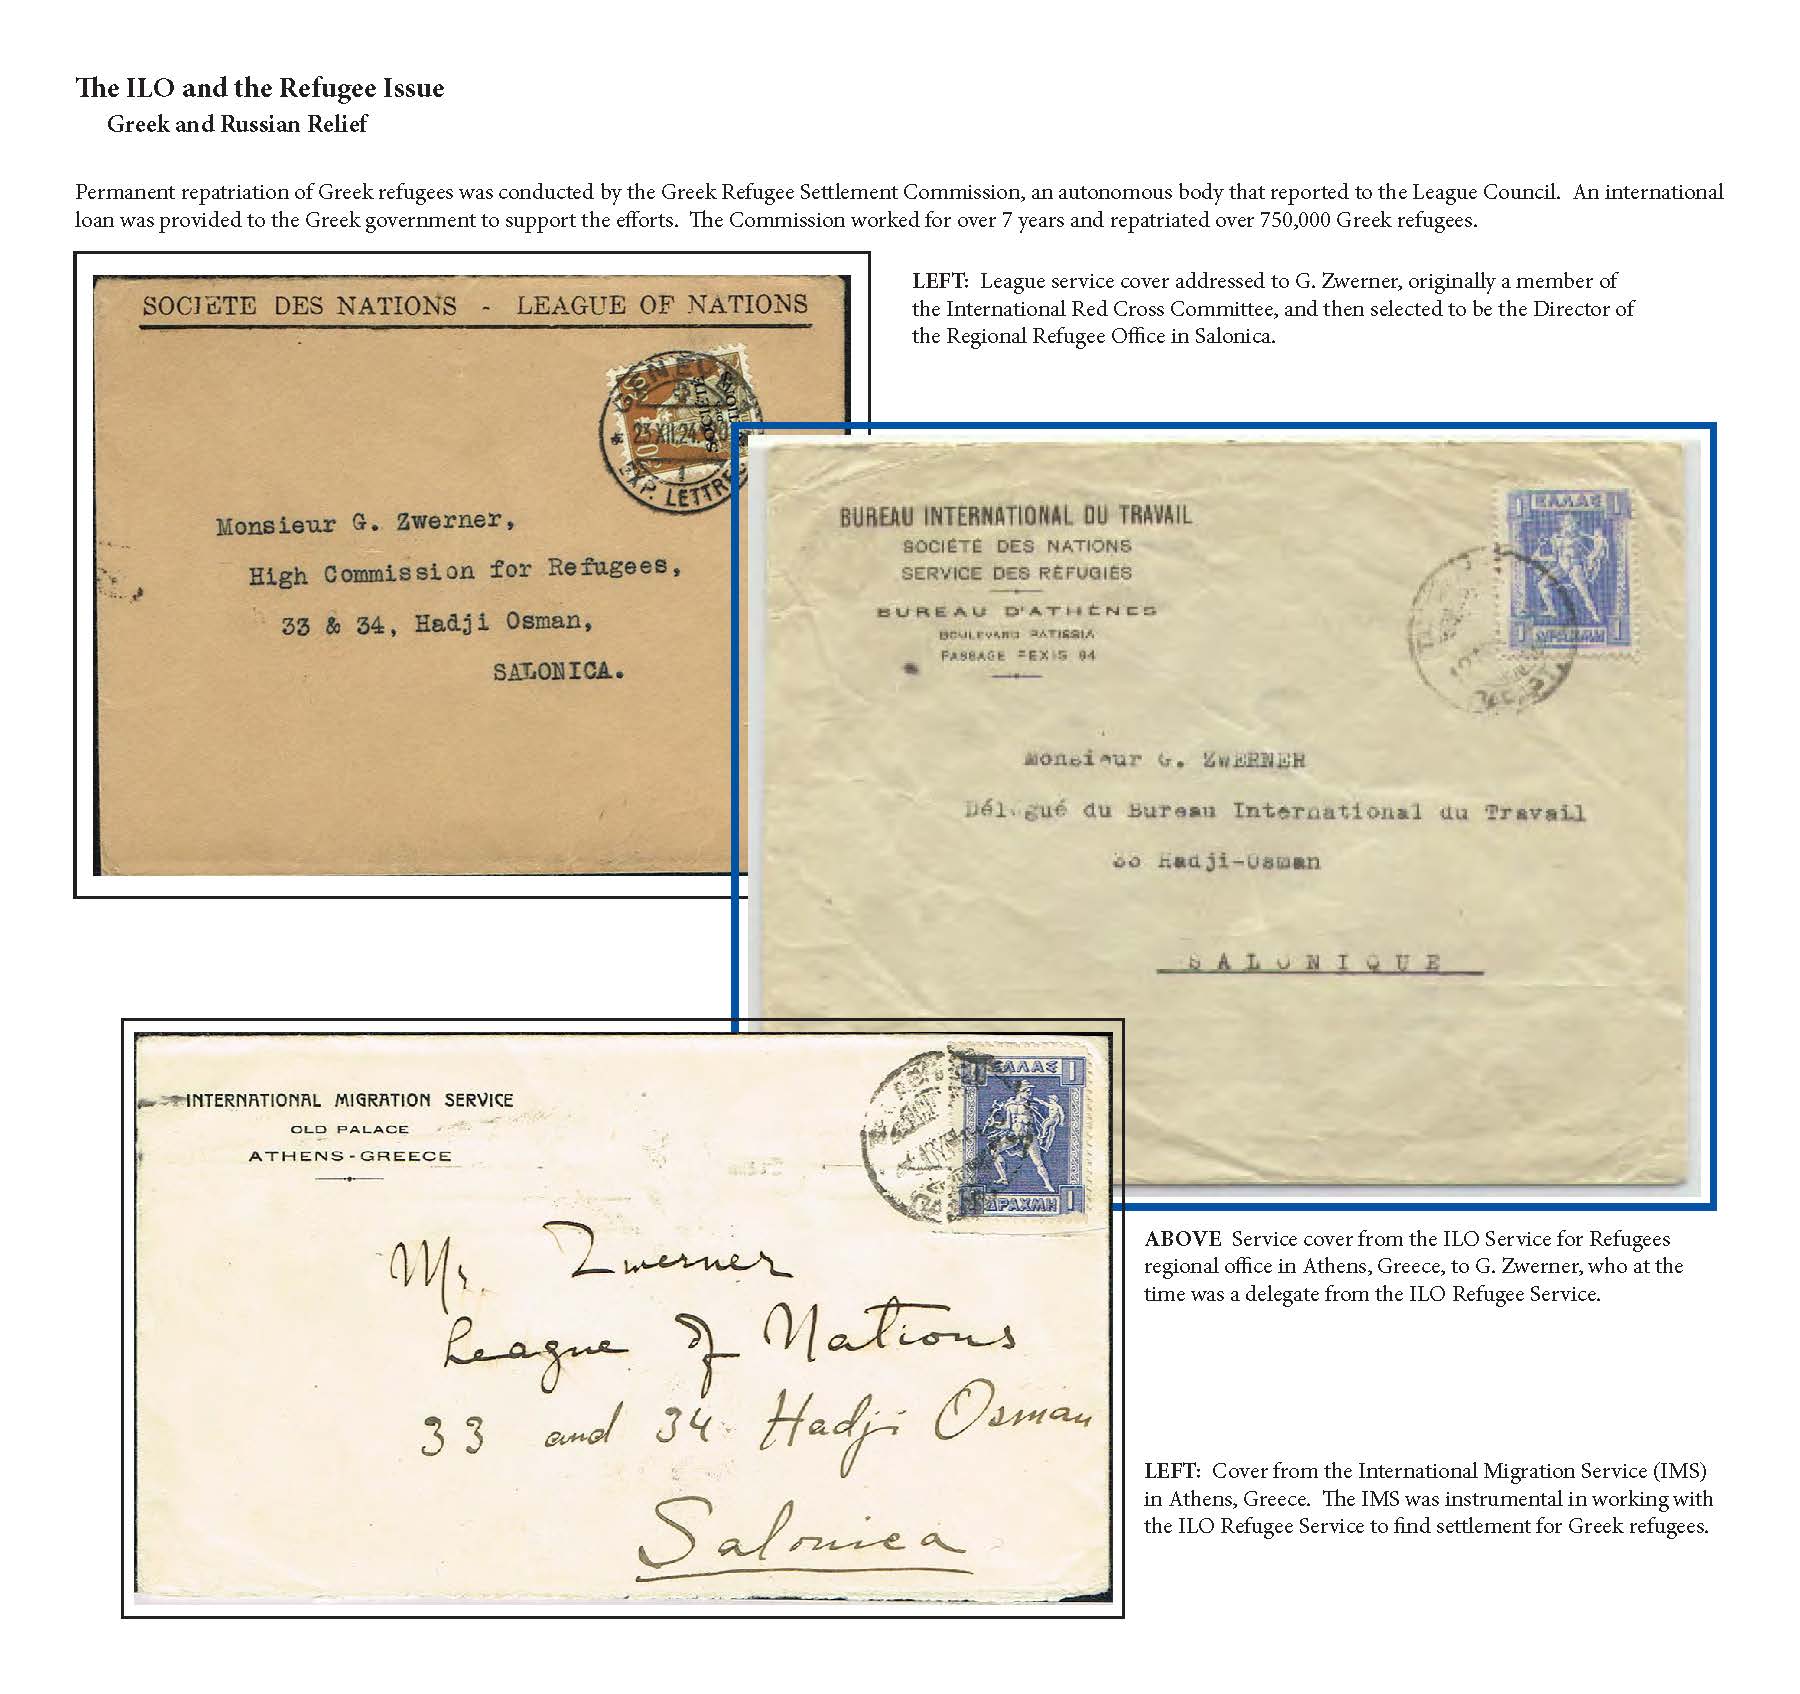 The ILO and the Refugee Issue
Greek and Russian Relief
Permanent repatriation of Greek refugees was conducted by the Greek Refugee Settlement Commission, an autonomous body that reported to the League Council. An international
loan was provided to the Greek government to support the efforts. The Commission worked for over 7 years and repatriated over 750,000 Greek refugees.
LEFT: League service cover addressed to G. Zwerner, originally a member of
the International Red Cross Committee, and then selected to be the Director of
the Regional Refugee Office in Salonica.
SOCIETE DES NATIONS - LEAGUE OF NATIONS
SOCIÉTÉ DES
23.XII.24.
EXP. LETTRE
Monsieur G. Zwerner,
High Commission for Refugees,
33 & 34, Hadji Osman,
SALONICA.
BUREAU INTERNATIONAL DU TRAVAIL
SOCIÉTÉ DES NATIONS
SERVICE DES RÉFUGIÉS
BUREAU D'ATHÈNES
BOULEVARD PATISSIA
PASSAGE FEXIS 64
1 ΕΛΛΑΣ 1
1 ΔΡΑΧΜΗ 1
Monsieur G. ZWERNER
Délégué du Bureau International du Travail
Hadji-Osman
SALONIQUE
INTERNATIONAL MIGRATION SERVICE
OLD PALACE
ATHENS - GREECE
ΕΛΛΑΣ 1
ΔΡΑΧΜΗ 1
Mr. Zwerner
League of Nations
33 and 34 Hadji Osman
Salonica
ABOVE Service cover from the ILO Service for Refugees
regional office in Athens, Greece, to G. Zwerner, who at the
time was a delegate from the ILO Refugee Service.
LEFT: Cover from the International Migration Service (IMS)
in Athens, Greece. The IMS was instrumental in working with
the ILO Refugee Service to find settlement for Greek refugees.